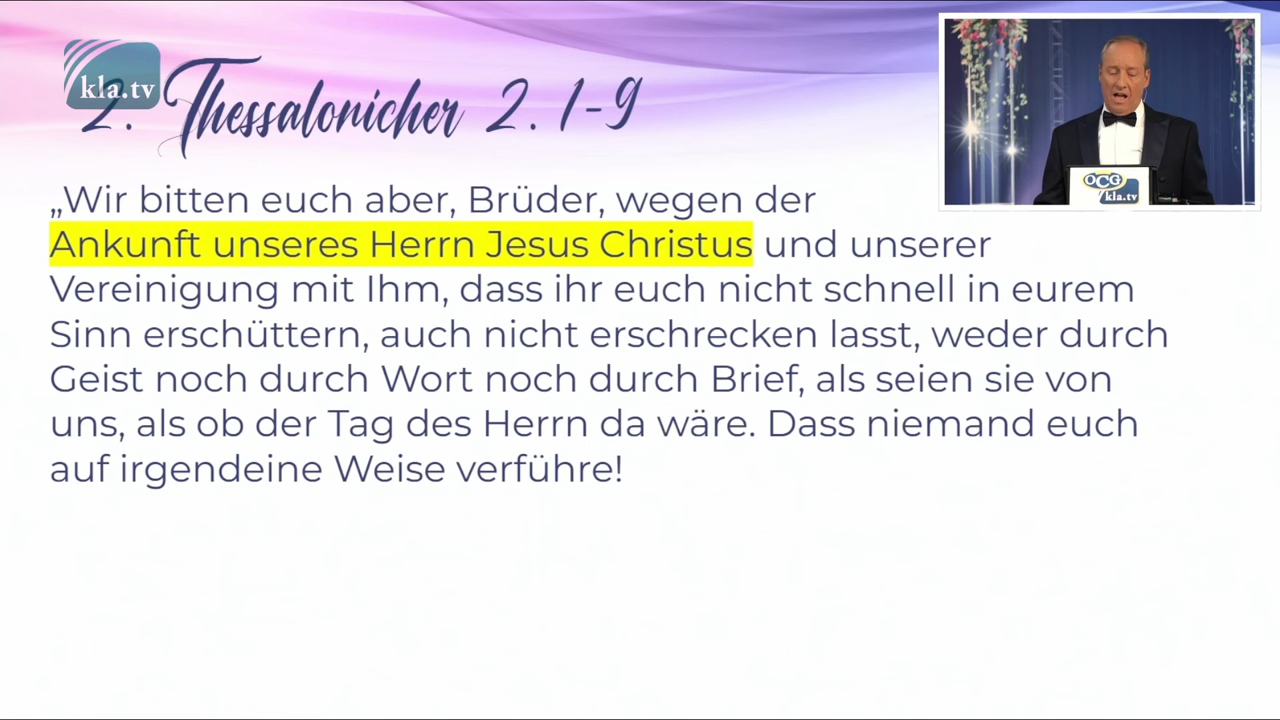 kla.tv
2. Thessalonicher 2. 1-9
„Wir bitten euch aber, Brüder, wegen der
Ankunft unseres Herrn Jesus Christus und unserer
Vereinigung mit Ihm, dass ihr euch nicht schnell in eurem
Sinn erschüttern, auch nicht erschrecken lasst, weder durch
Geist noch durch Wort noch durch Brief, als seien sie von
uns, als ob der Tag des Herrn da wäre. Dass niemand euch
auf irgendeine Weise verführe!
OCG
kla.tv